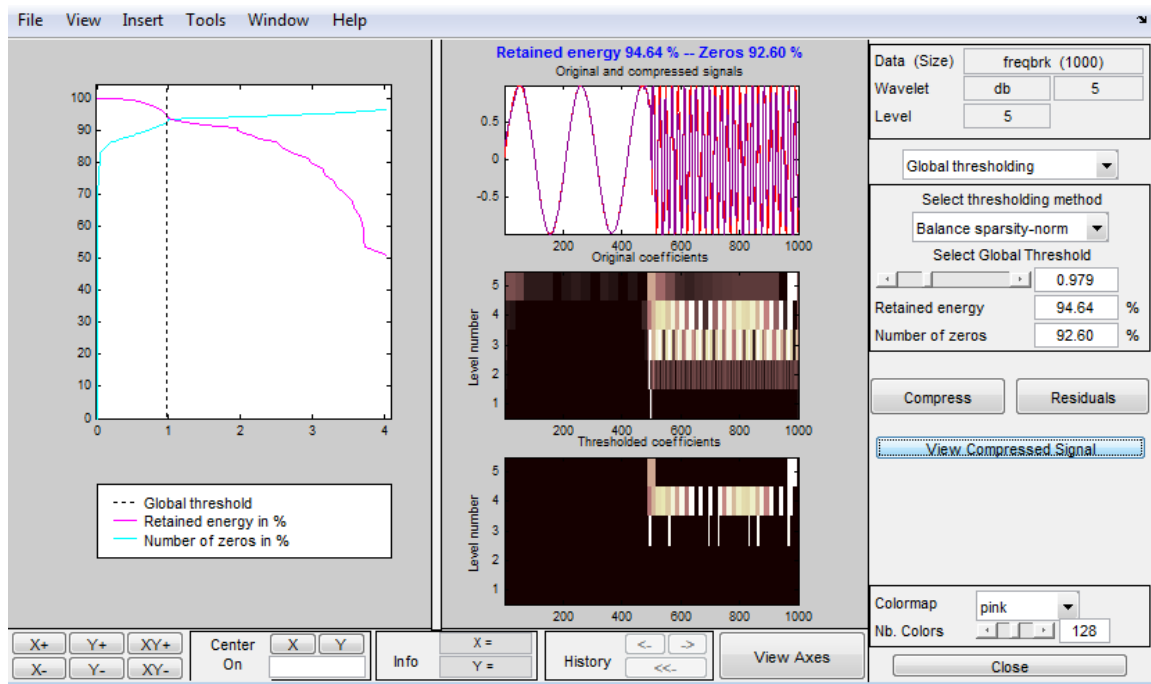 File View Insert Tools Window Help
100
90
80
70
60
50
40
30
20
10
0
0 1 2 3 4
Global threshold
Retained energy in %
Number of zeros in %
Retained energy 94.64 % -- Zeros 92.60 %
Original and compressed signals
0.5
0
-0.5
200 400 600 800 1000
Original coefficients
Level number
5
4
3
2
1
200 400 600 800 1000
Thresholded coefficients
Level number
5
4
3
2
1
200 400 600 800 1000
Data (Size) freqbrk (1000)
Wavelet db 5
Level 5
Global thresholding
Select thresholding method
Balance sparsity-norm
Select Global Threshold
0.979
Retained energy 94.64 %
Number of zeros 92.60 %
Compress Residuals
View Compressed Signal
Colormap pink
Nb. Colors 128
Close
X+ Y+ XY+
X- Y- XY-
Center On X Y
Info X =
Y =
History <- ->
<<-
View Axes